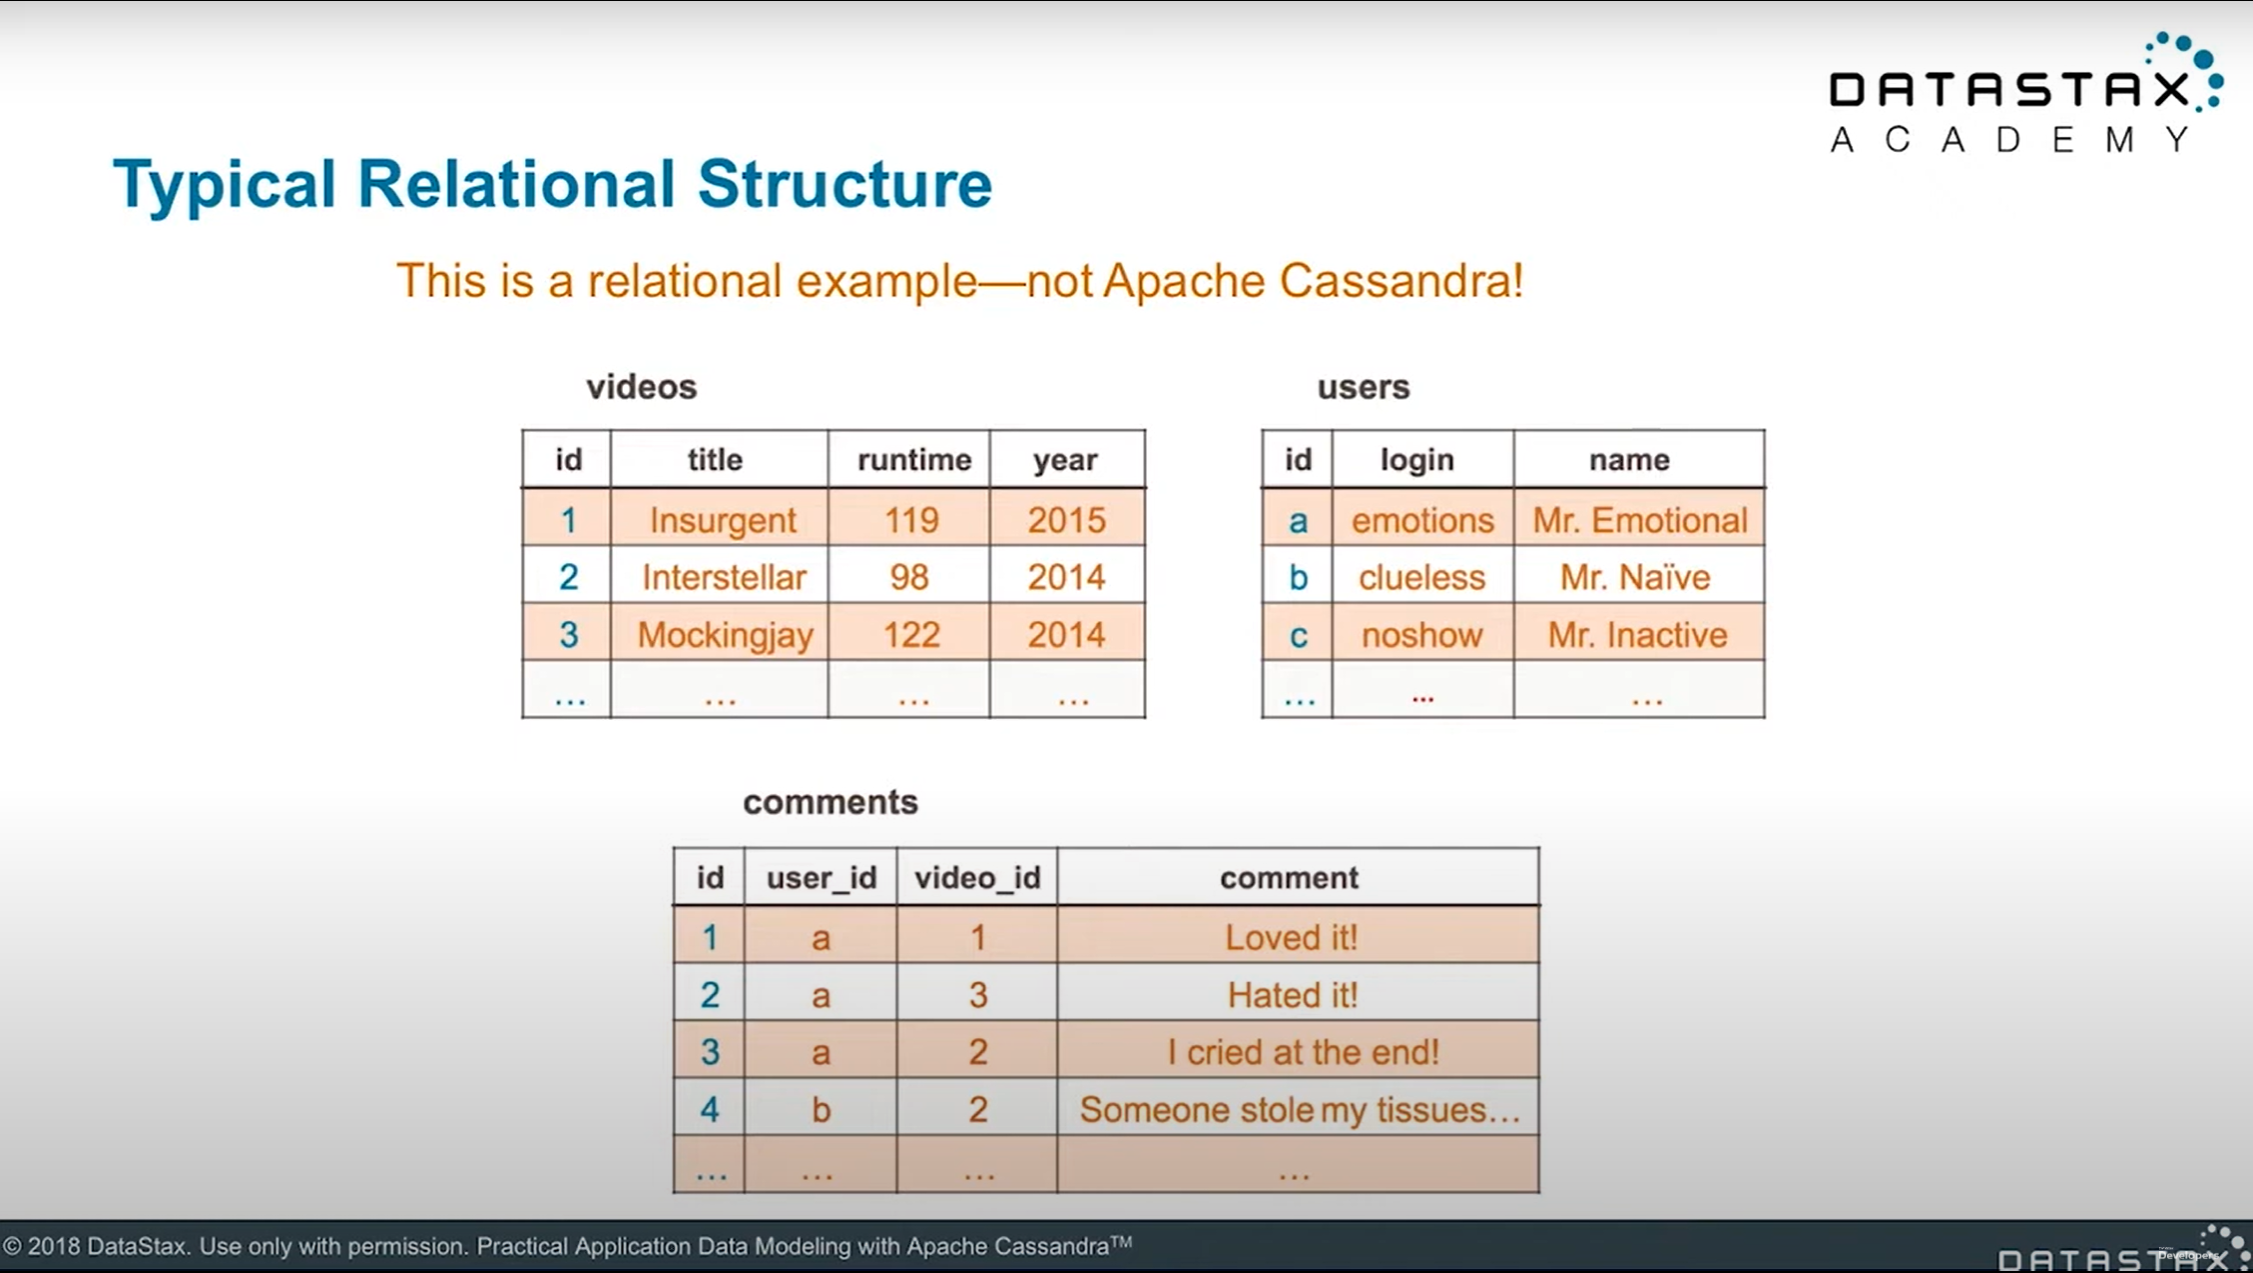 DATASTAX
ACADEMY
Typical Relational Structure
This is a relational example—not Apache Cassandra!
videos
id title runtime year
1 Insurgent 119 2015
2 Interstellar 98 2014
3 Mockingjay 122 2014
... ... ... ...
users
id login name
a emotions Mr. Emotional
b clueless Mr. Naïve
c noshow Mr. Inactive
... ... ...
comments
id user_id video_id comment
1 a 1 Loved it!
2 a 3 Hated it!
3 a 2 I cried at the end!
4 b 2 Someone stole my tissues...
... ... ... ...
© 2018 DataStax. Use only with permission. Practical Application Data Modeling with Apache Cassandra™
DATASTAX
Developers